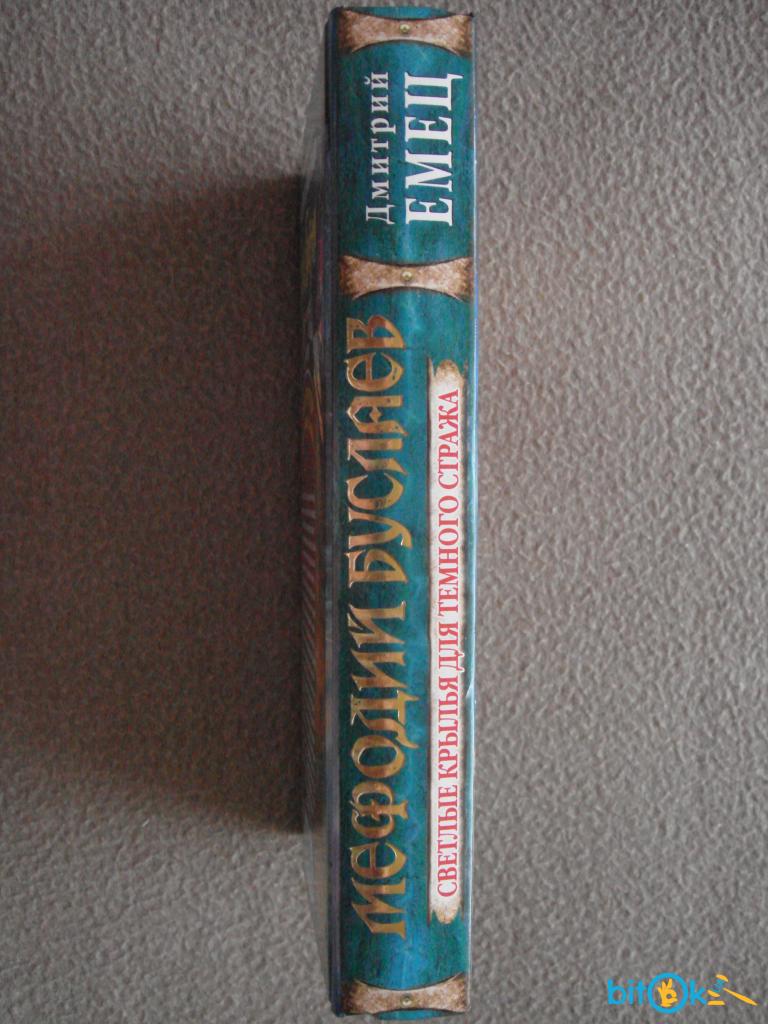 Дмитрий
ЕМЕЦ
МЕФОДИЙ БУСЛАЕВ
СВЕТЛЫЕ КРЫЛЬЯ ДЛЯ ТЕМНОГО СТРАЖА
bitOk